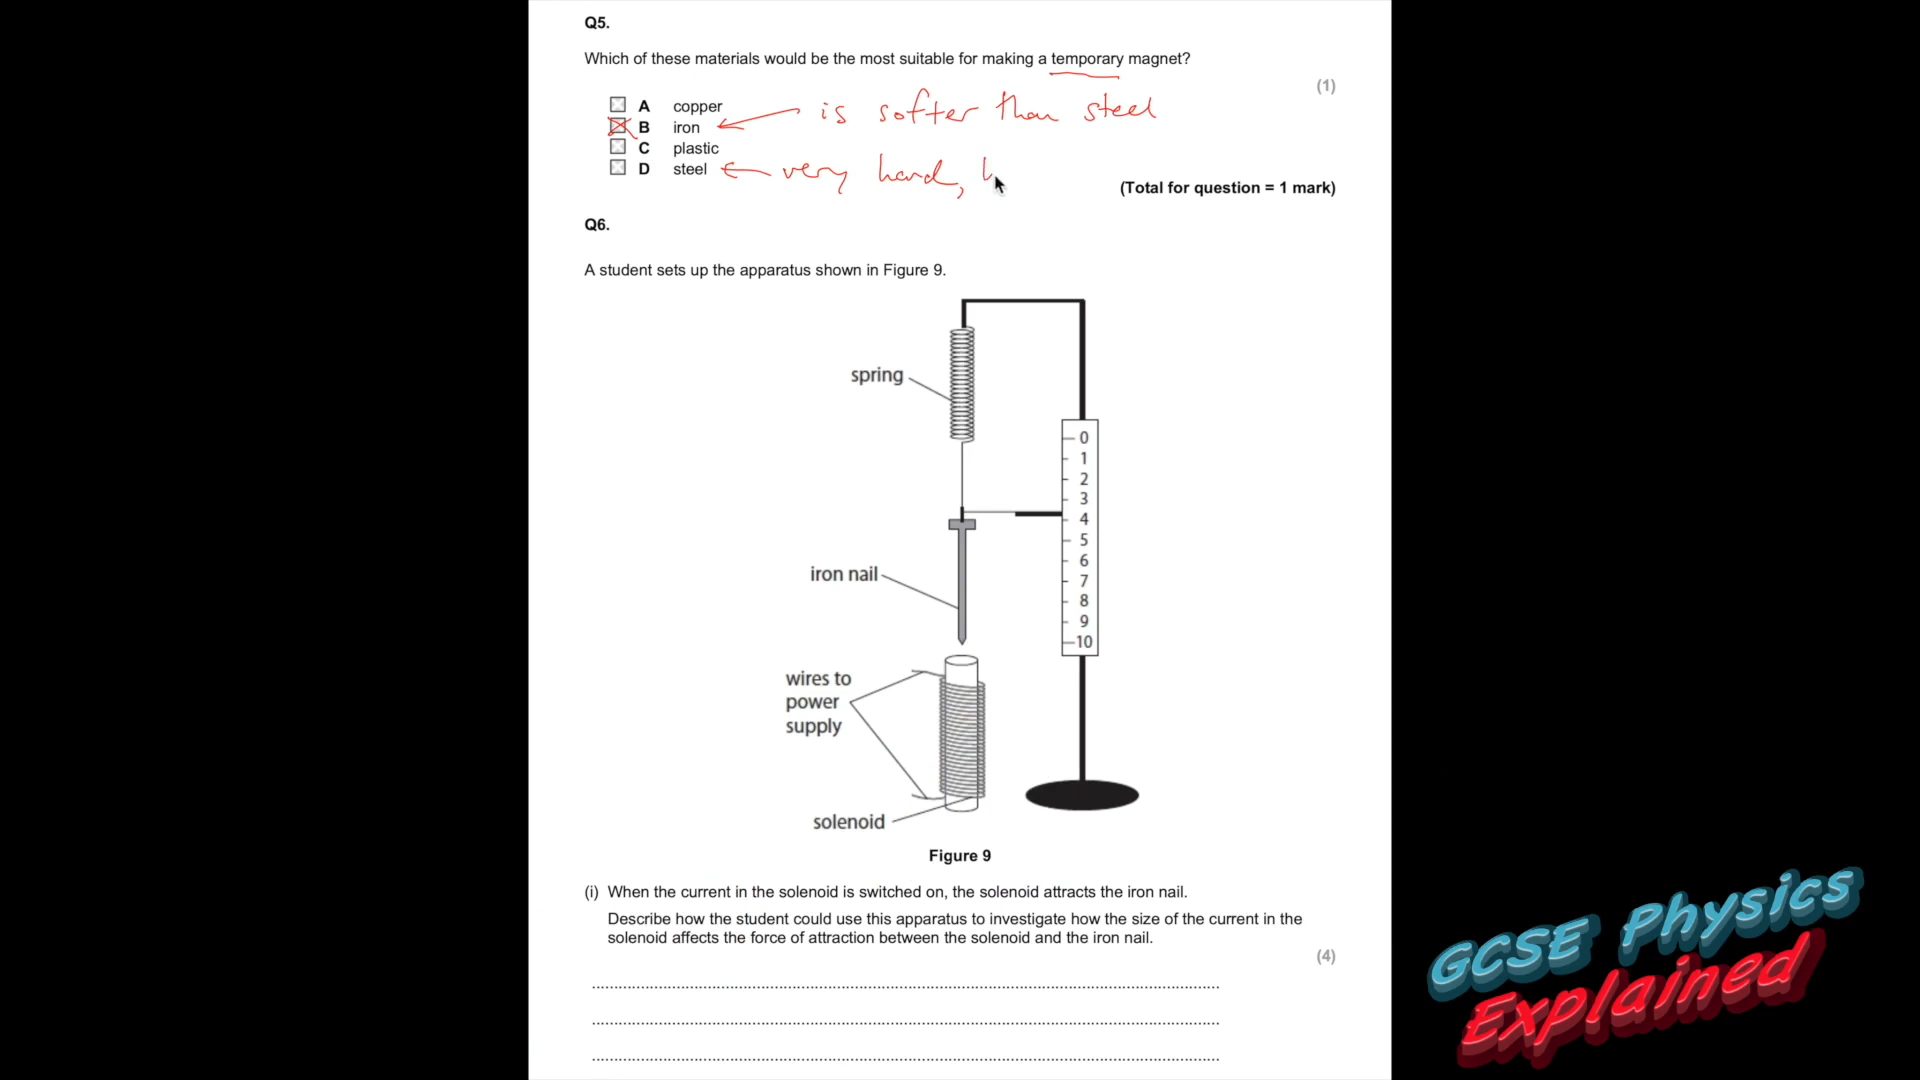 Q5.
Which of these materials would be the most suitable for making a temporary magnet?
(1)
A copper
is softer than steel
B iron
C plastic
D steel
very hard,
(Total for question = 1 mark)
Q6.
A student sets up the apparatus shown in Figure 9.
spring
0
1
2
3
4
5
6
7
8
9
10
iron nail
wires to
power
supply
solenoid
Figure 9
(i) When the current in the solenoid is switched on, the solenoid attracts the iron nail.
Describe how the student could use this apparatus to investigate how the size of the current in the
solenoid affects the force of attraction between the solenoid and the iron nail.
(4)
GCSE Physics
Explained